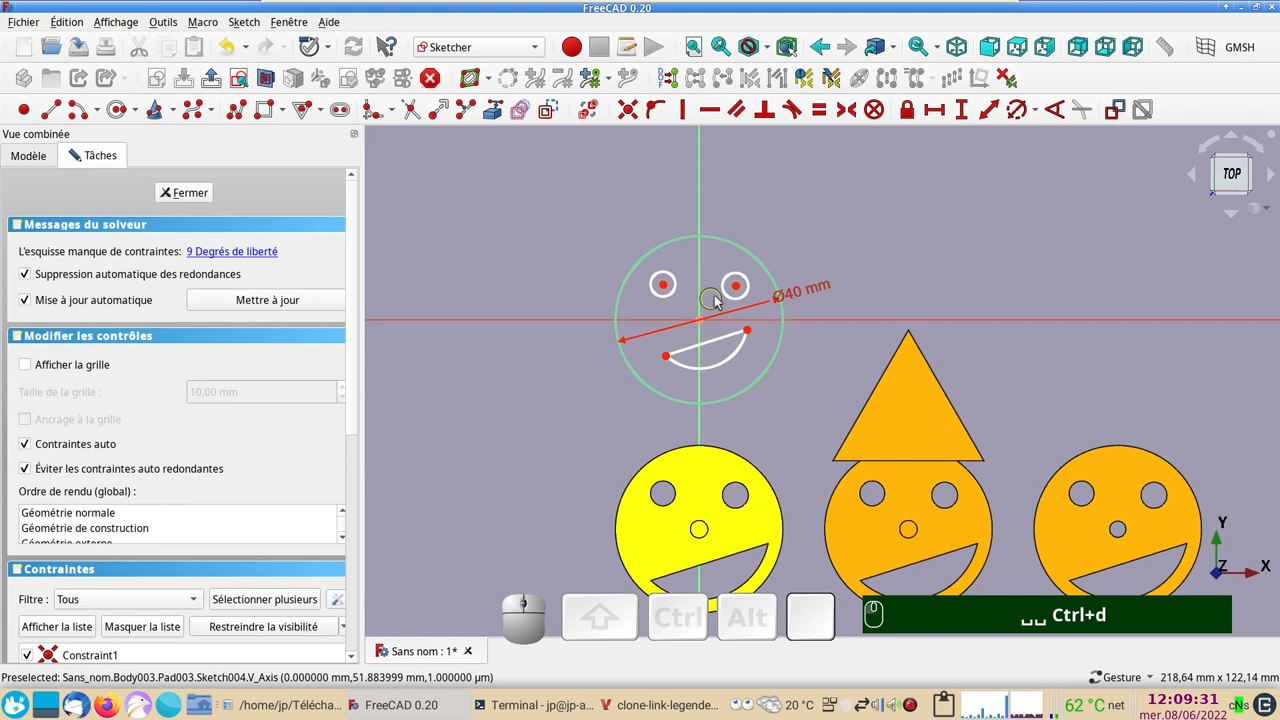 FreeCAD 0.20
Fichier Édition Affichage Outils Macro Sketch Fenêtre Aide
Sketcher
GMSH
Vue combinée
Modèle Tâches
Fermer
Messages du solveur
L'esquisse manque de contraintes: 9 Degrés de liberté
Suppression automatique des redondances
Mise à jour automatique Mettre à jour
Modifier les contrôles
Afficher la grille
Taille de la grille : 10,00 mm
Ancrage à la grille
Contraintes auto
Éviter les contraintes auto redondantes
Ordre de rendu (global) :
Géométrie normale
Géométrie de construction
Géométrie externe
Contraintes
Filtre : Tous Sélectionner plusieurs
Afficher la liste Masquer la liste Restreindre la visibilité
Constraint1
TOP
Ø40 mm
Y
Z X
Ctrl Alt
Ctrl+d
Sans nom : 1*
Preselected: Sans_nom.Body003.Pad003.Sketch004.V_Axis (0.000000 mm,51.883999 mm,1.000000 µm) Gesture 218,64 mm x 122,14 mm
/home/jp/Télécha... FreeCAD 0.20 Terminal - jp@jp-a... clone-link-legende... 20 °C 62 °C net 12:09:31
mer.08/06/2022